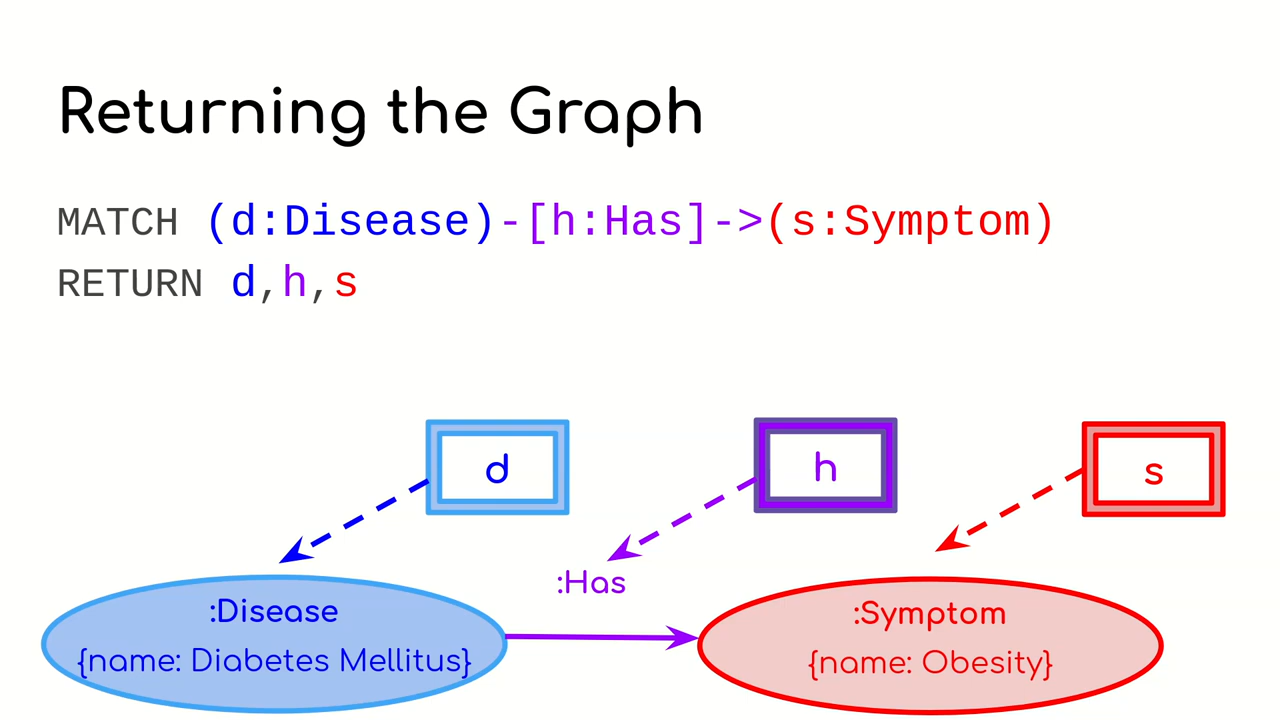 Returning the Graph
MATCH (d:Disease)-[h:Has]->(s:Symptom)
RETURN d,h,s
d
h
s
:Has
:Disease
{name: Diabetes Mellitus}
:Symptom
{name: Obesity}